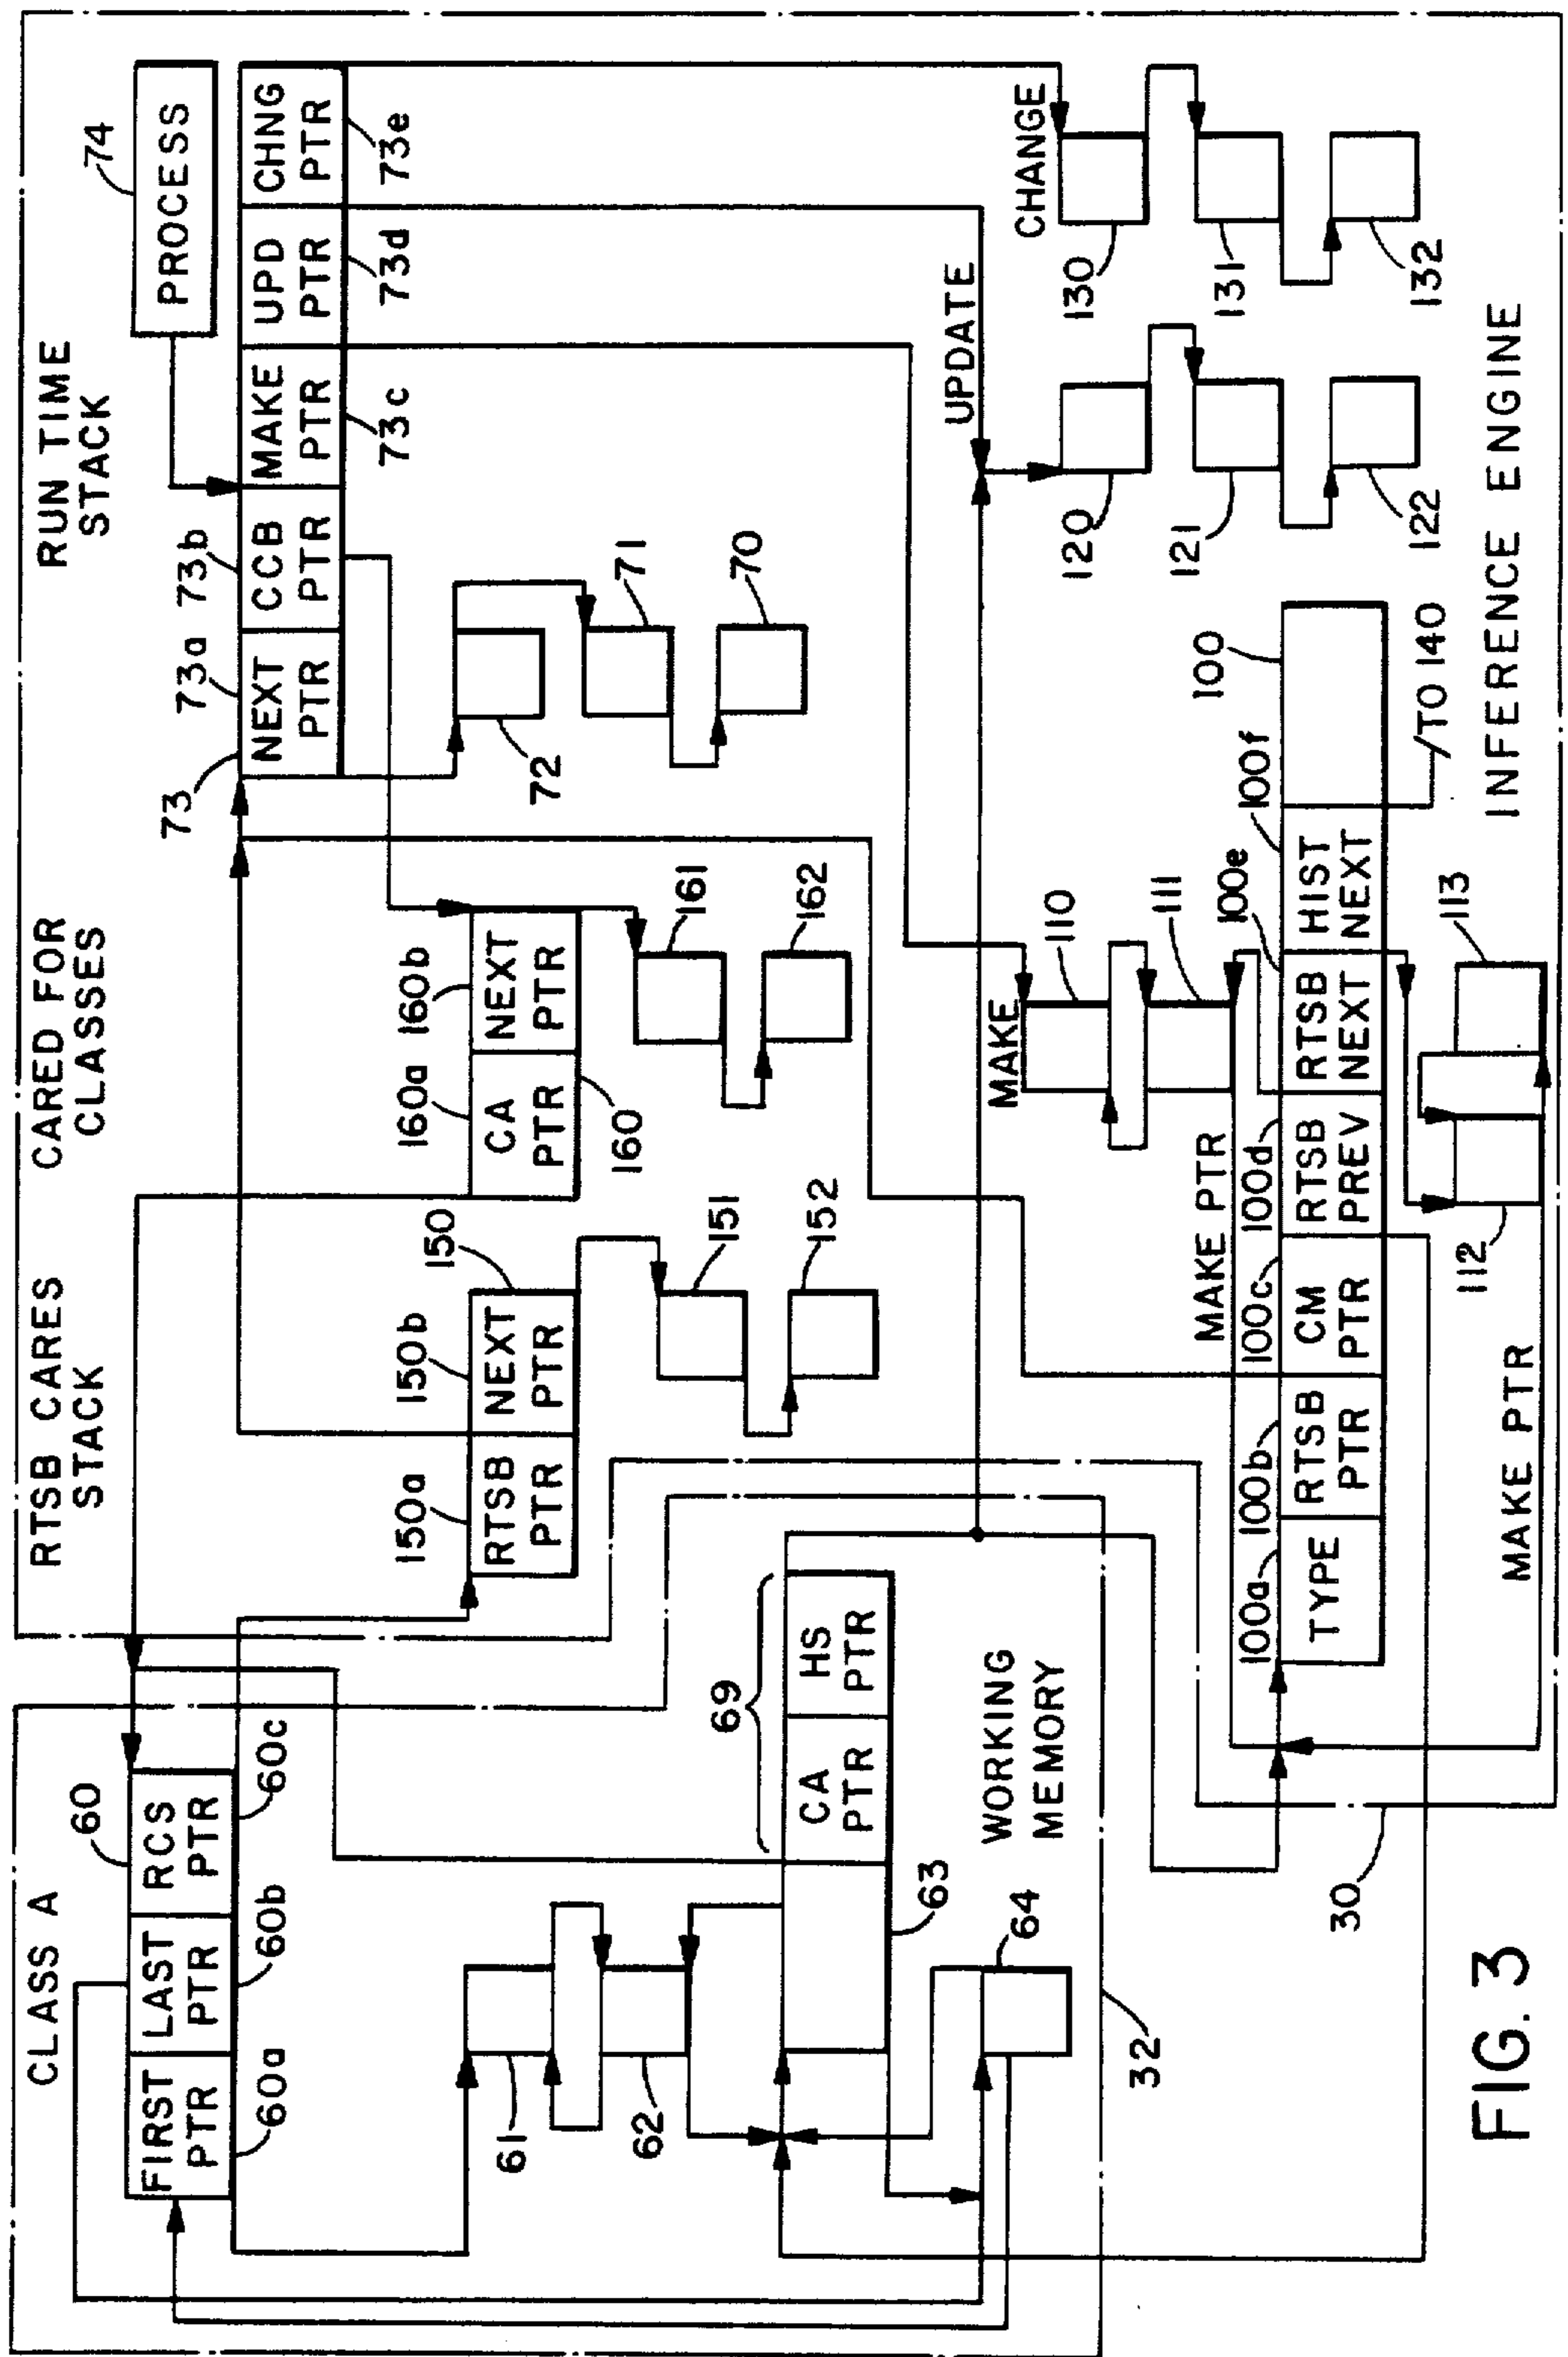 CLASS A
60
FIRST
PTR
LAST
PTR
RCS
PTR
60a
60b
60c
61
62
69
CA
PTR
HS
PTR
63
64
WORKING
MEMORY
32
RTSB CARES
STACK
CARED FOR
CLASSES
RUN TIME
STACK
150a
150b
150
RTSB
PTR
NEXT
PTR
151
152
160a
160b
CA
PTR
NEXT
PTR
160
161
162
73
73a
73b
74
PROCESS
NEXT
PTR
CCB
PTR
MAKE
PTR
UPD
PTR
CHNG
PTR
73c
73d
73e
72
71
70
MAKE
110
111
UPDATE
120
121
122
CHANGE
130
131
132
MAKE PTR
100a
100b
100c
100d
100e
100f
100
TYPE
RTSB
PTR
CM
PTR
RTSB
PREV
RTSB
NEXT
HIST
NEXT
TO 140
112
113
MAKE PTR
30
INFERENCE ENGINE
FIG. 3